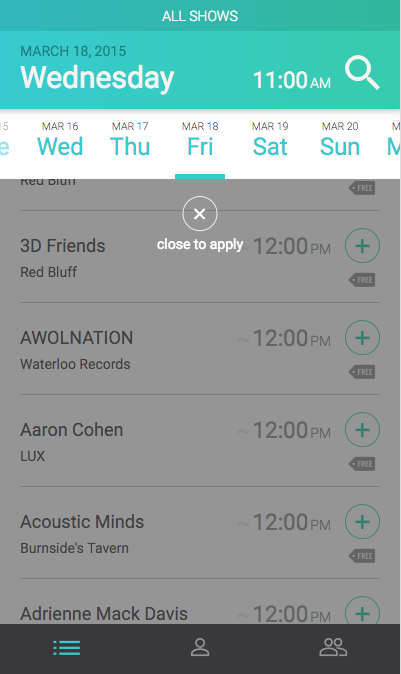 ALL SHOWS
MARCH 18, 2015
Wednesday
11:00 AM
15 MAR 16 MAR 17 MAR 18 MAR 19 MAR 20 M
e Wed Thu Fri Sat Sun M
Red Bluff
FREE
close to apply
3D Friends ~ 12:00 PM
Red Bluff
FREE
AWOLNATION ~ 12:00 PM
Waterloo Records
FREE
Aaron Cohen ~ 12:00 PM
LUX
FREE
Acoustic Minds ~ 12:00 PM
Burnside's Tavern
FREE
Adrienne Mack Davis ~ 12:00 PM